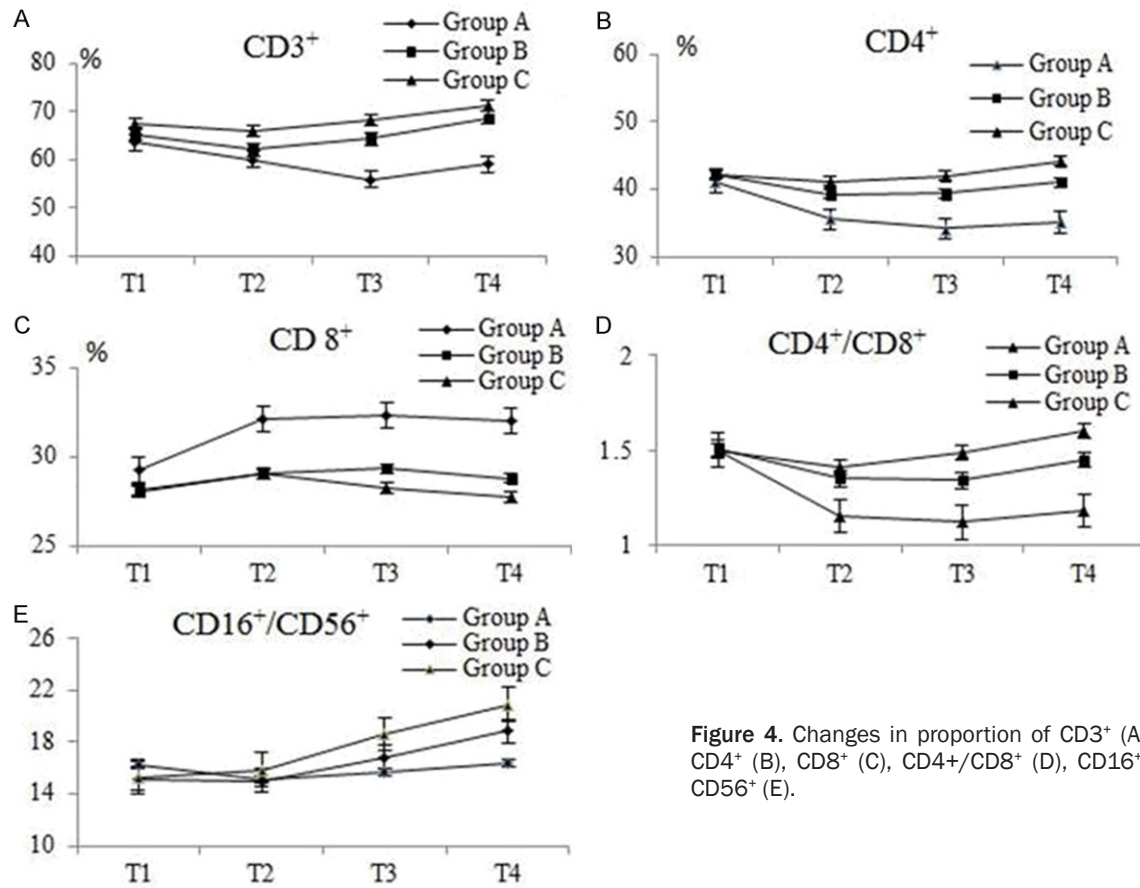 A
CD3⁺
Group A
Group B
Group C
%
80
70
60
50
40
T1 T2 T3 T4
B
CD4⁺
Group A
Group B
Group C
%
60
50
40
30
T1 T2 T3 T4
C
CD 8⁺
Group A
Group B
Group C
%
35
30
25
T1 T2 T3 T4
D
CD4⁺/CD8⁺
Group A
Group B
Group C
2
1.5
1
T1 T2 T3 T4
E
CD16⁺/CD56⁺
Group A
Group B
Group C
26
22
18
14
10
T1 T2 T3 T4
Figure 4. Changes in proportion of CD3⁺ (A
CD4⁺ (B), CD8⁺ (C), CD4+/CD8⁺ (D), CD16⁺
CD56⁺ (E).